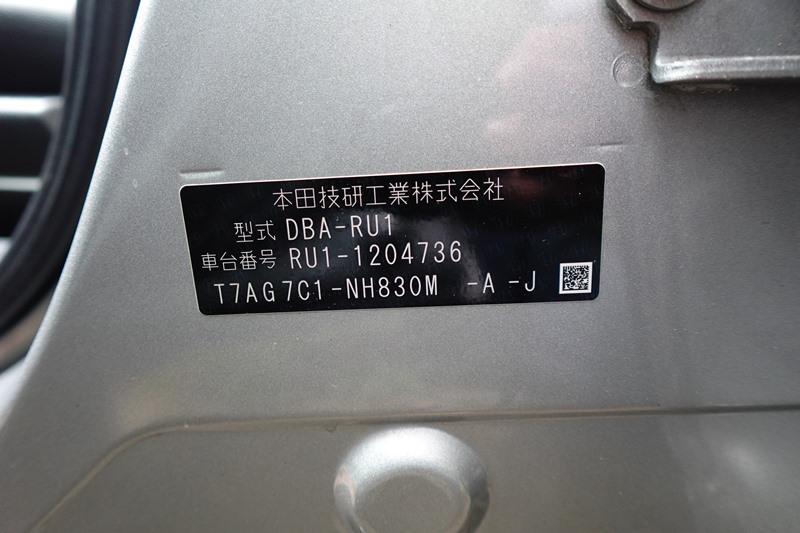 本田技研工業株式会社
型式 DBA-RU1
車台番号 RU1-1204736
T7AG7C1-NH830M -A-J